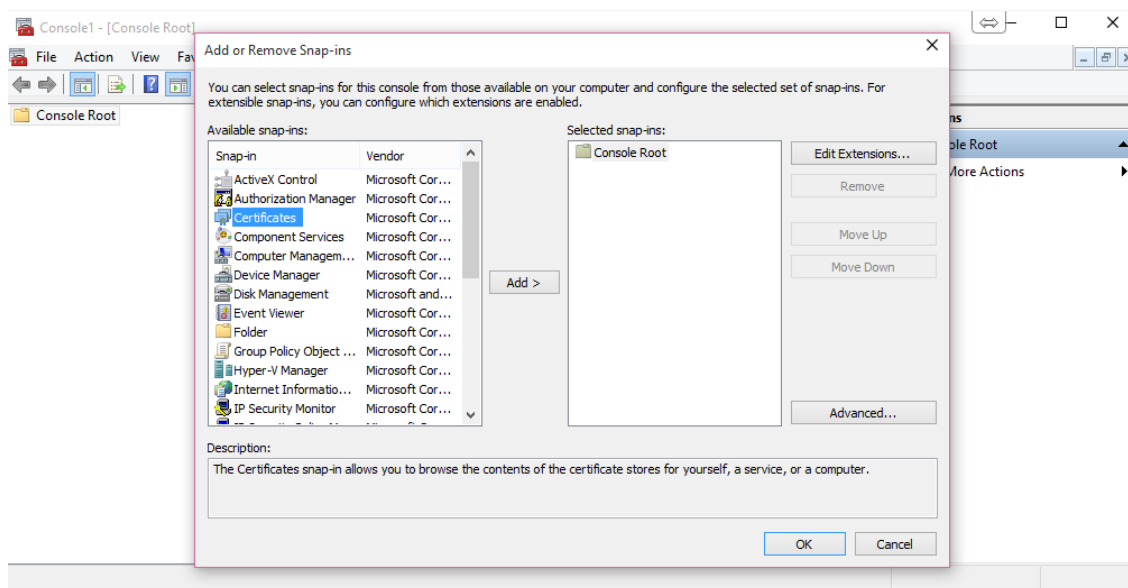 Console1 - [Console Root]
File Action View Fav
Console Root
Add or Remove Snap-ins
You can select snap-ins for this console from those available on your computer and configure the selected set of snap-ins. For
extensible snap-ins, you can configure which extensions are enabled.
Available snap-ins:
Snap-in Vendor
ActiveX Control Microsoft Cor...
Authorization Manager Microsoft Cor...
Certificates Microsoft Cor...
Component Services Microsoft Cor...
Computer Managem... Microsoft Cor...
Device Manager Microsoft Cor...
Disk Management Microsoft and...
Event Viewer Microsoft Cor...
Folder Microsoft Cor...
Group Policy Object ... Microsoft Cor...
Hyper-V Manager Microsoft Cor...
Internet Informatio... Microsoft Cor...
IP Security Monitor Microsoft Cor...
Add >
Selected snap-ins:
Console Root
Edit Extensions...
Remove
Move Up
Move Down
Advanced...
Description:
The Certificates snap-in allows you to browse the contents of the certificate stores for yourself, a service, or a computer.
OK Cancel
ns
ole Root
More Actions